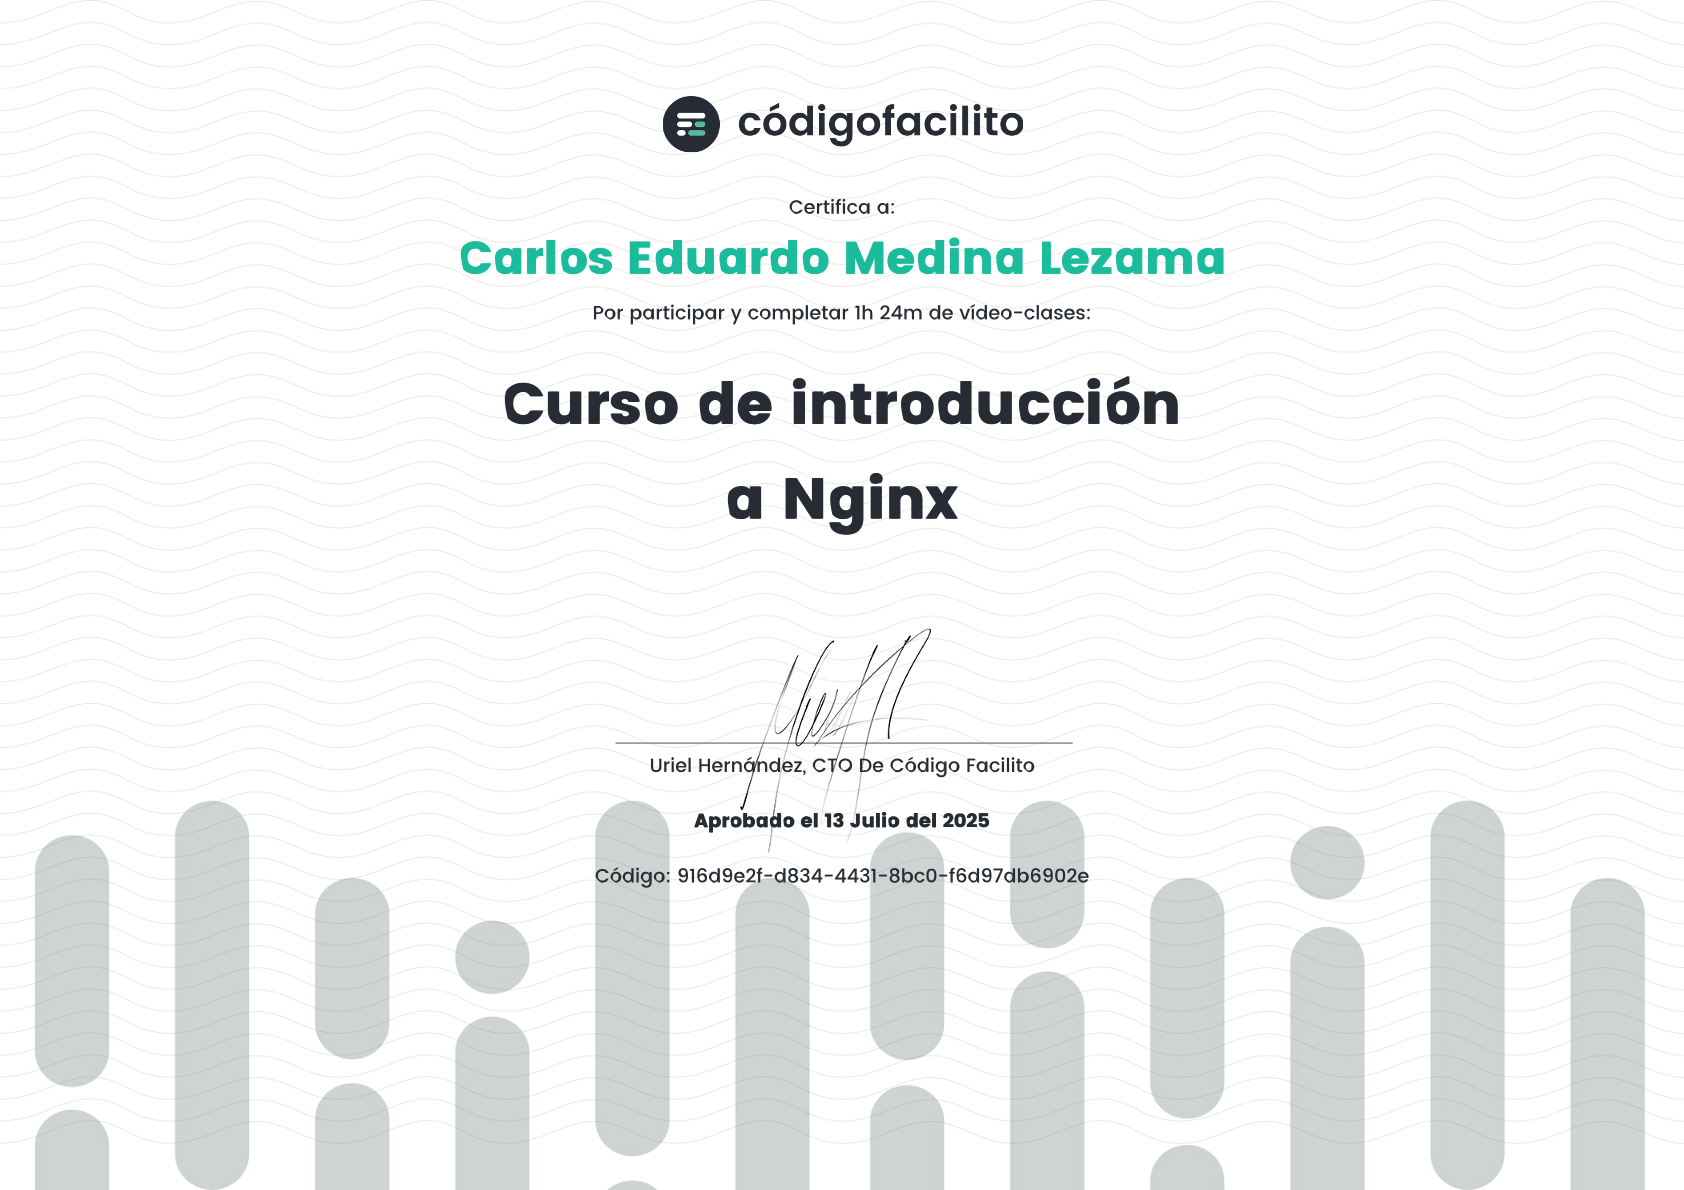 códigofacilito
Certifica a:
Carlos Eduardo Medina Lezama
Por participar y completar 1h 24m de vídeo-clases:
Curso de introducción
a Nginx
Uriel Hernández, CTO De Código Facilito
Aprobado el 13 Julio del 2025
Código: 916d9e2f-d834-4431-8bc0-f6d97db6902e